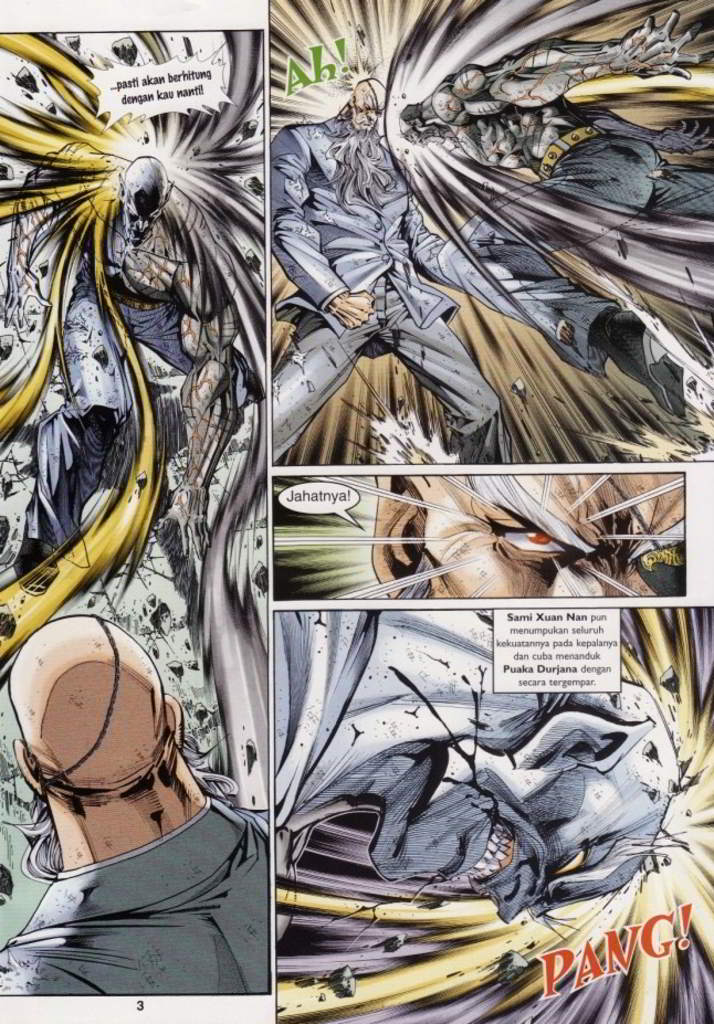 ...pasti akan berhitung
dengan kau nanti!
Ah!
Jahatnya!
Sami Xuan Nan pun
menumpukan seluruh
kekuatannya pada kepalanya
dan cuba menanduk
Puaka Durjana dengan
secara tergempar.
PANG!
3